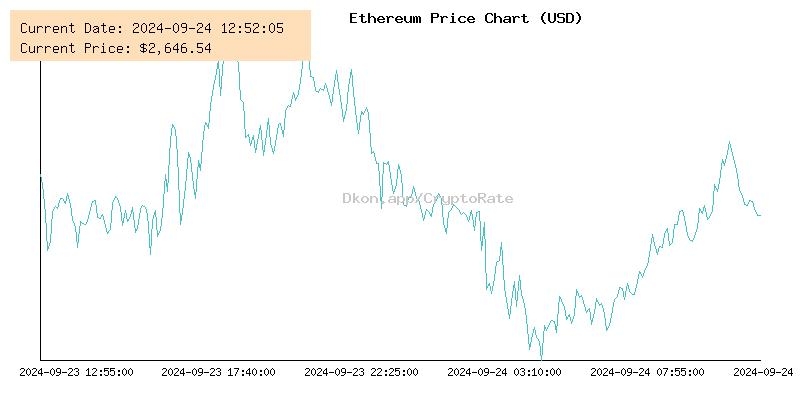 Ethereum Price Chart (USD)
Current Date: 2024-09-24 12:52:05
Current Price: $2,646.54
Dkon.app/CryptoRate
2024-09-23 12:55:00 2024-09-23 17:40:00 2024-09-23 22:25:00 2024-09-24 03:10:00 2024-09-24 07:55:00 2024-09-24